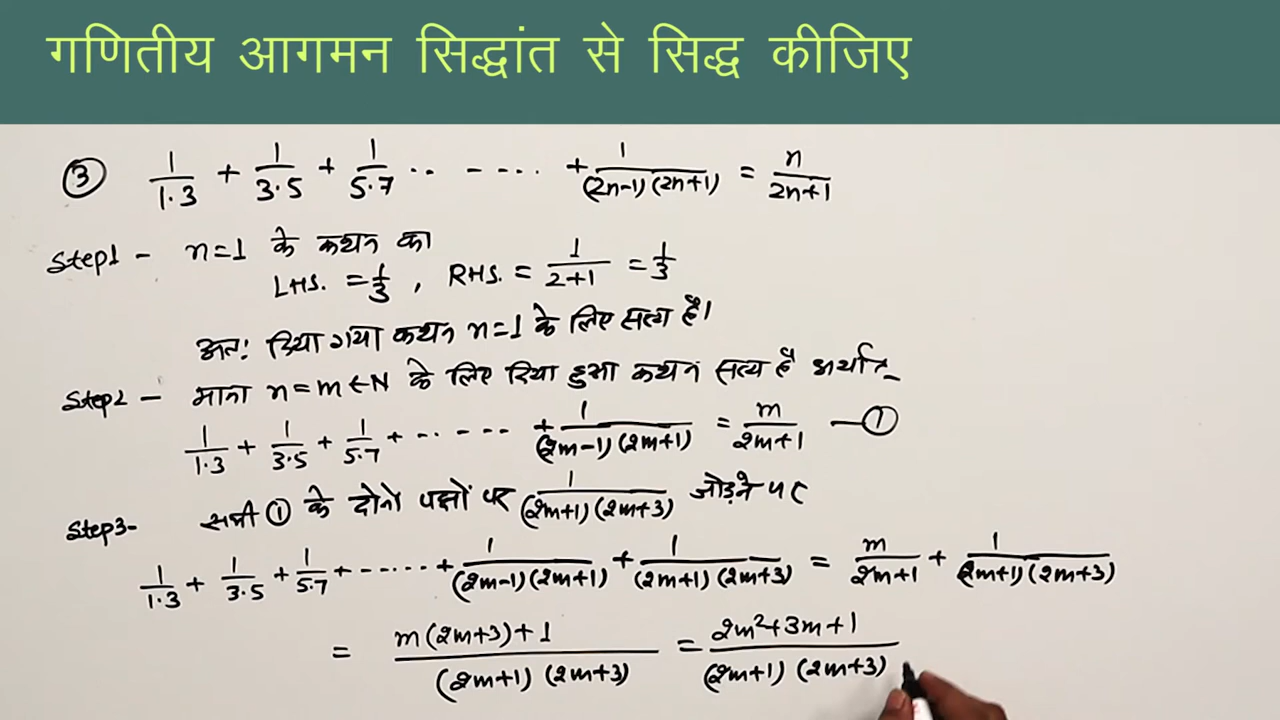 गणितीय आगमन सिद्धांत से सिद्ध कीजिए
③ 1/1·3 + 1/3·5 + 1/5·7 ·· - - ···· + 1/(2n-1)(2n+1) = n/2n+1
Step1 - n=1 के कथन का
LHS. = 1/3 , RHS. = 1/2+1 = 1/3
अतः दिया गया कथन n=1 के लिए सत्य है।
Step2 - माना n=m∈N के लिए दिया हुआ कथन सत्य है अर्थात्
1/1·3 + 1/3·5 + 1/5·7 + -·· - - ··· + 1/(2m-1)(2m+1) = m/2m+1 —①
Step3- समी ① के दोनो पक्षों पर 1/(2m+1)(2m+3) जोड़ने पर
1/1·3 + 1/3·5 + 1/5·7 + - - ····· + 1/(2m-1)(2m+1) + 1/(2m+1)(2m+3) = m/2m+1 + 1/(2m+1)(2m+3)
= m(2m+3)+1/(2m+1)(2m+3) = 2m²+3m+1/(2m+1)(2m+3)